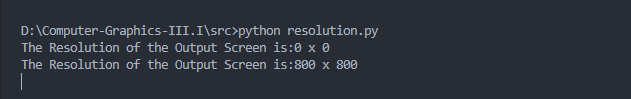 D:\Computer-Graphics-III.I\src>python resolution.py
The Resolution of the Output Screen is:0 x 0
The Resolution of the Output Screen is:800 x 800